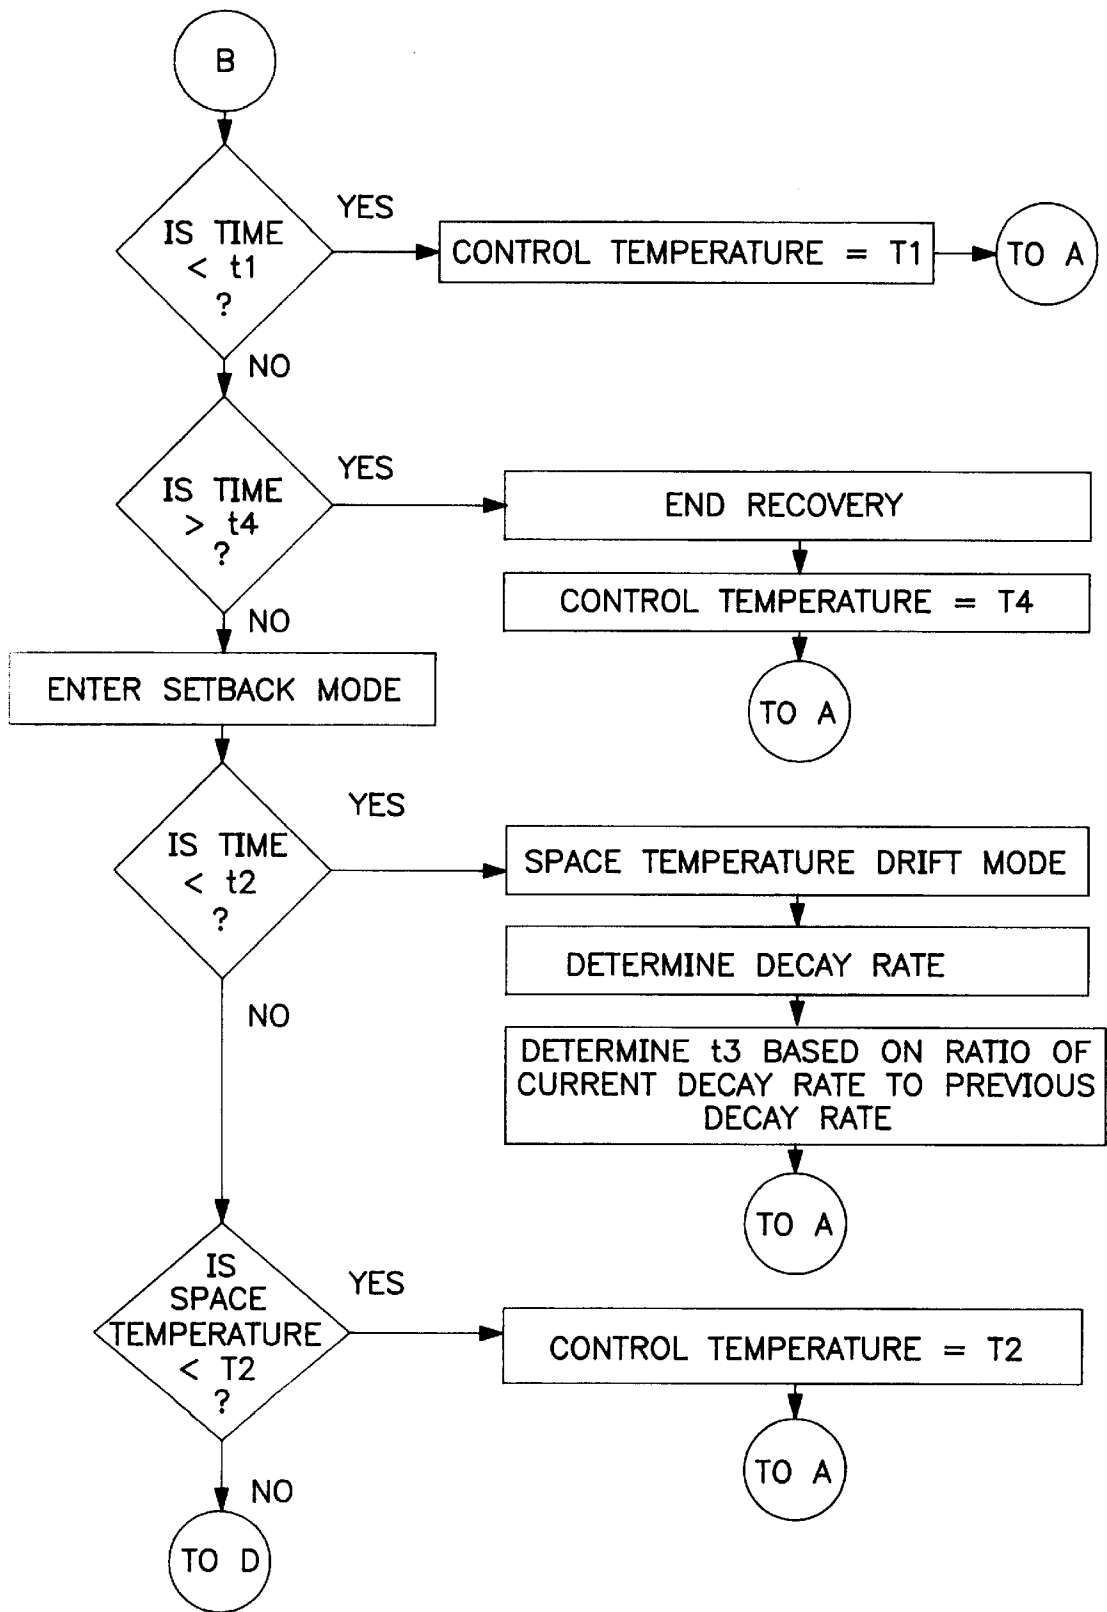 B
IS TIME
< t1
?
YES
CONTROL TEMPERATURE = T1
TO A
NO
IS TIME
> t4
?
YES
END RECOVERY
CONTROL TEMPERATURE = T4
TO A
NO
ENTER SETBACK MODE
IS TIME
< t2
?
YES
SPACE TEMPERATURE DRIFT MODE
DETERMINE DECAY RATE
DETERMINE t3 BASED ON RATIO OF
CURRENT DECAY RATE TO PREVIOUS
DECAY RATE
TO A
NO
IS
SPACE
TEMPERATURE
< T2
?
YES
CONTROL TEMPERATURE = T2
TO A
NO
TO D